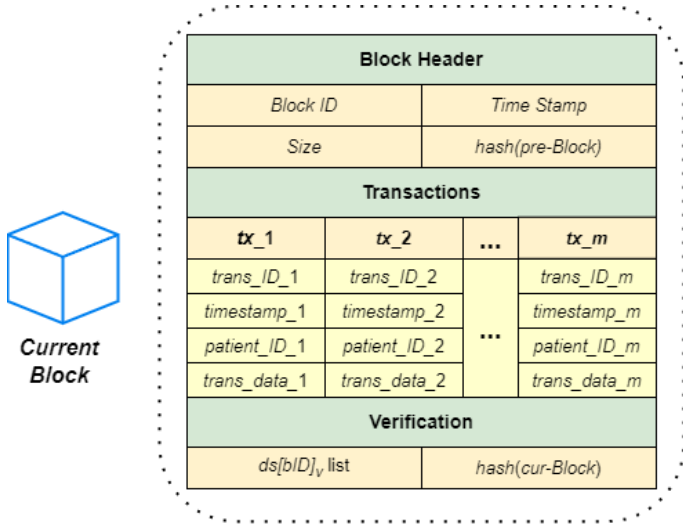 Block Header
Block ID Time Stamp
Size hash(pre-Block)
Transactions
tx_1 tx_2 ... tx_m
trans_ID_1 trans_ID_2 trans_ID_m
timestamp_1 timestamp_2 timestamp_m
...
patient_ID_1 patient_ID_2 patient_ID_m
trans_data_1 trans_data_2 trans_data_m
Verification
ds[bID]v list hash(cur-Block)
Current
Block